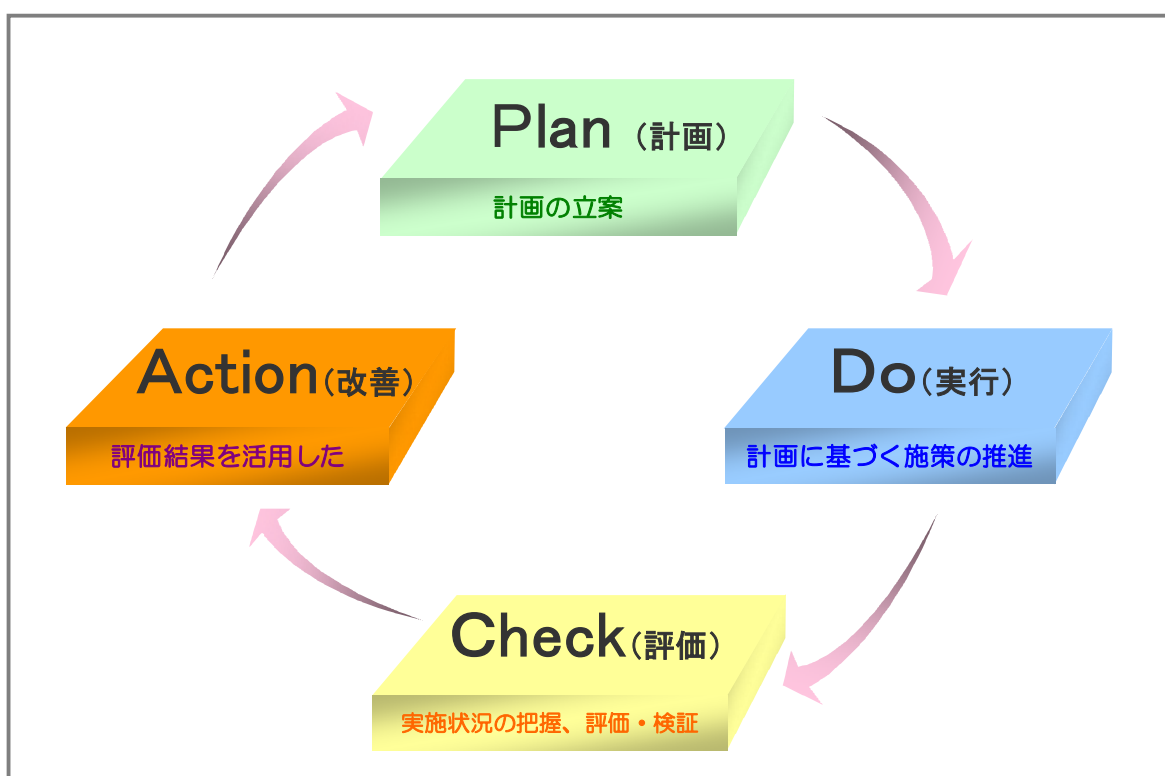 Plan（計画）
計画の立案
Do（実行）
計画に基づく施策の推進
Check（評価）
実施状況の把握、評価・検証
Action（改善）
評価結果を活用した